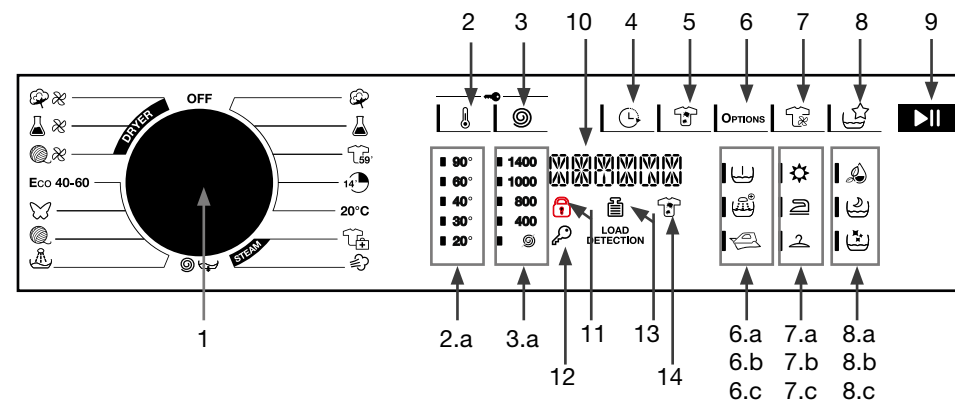 10
2 3 4 5 6 7 8 9
OFF
DRYER
OPTIONS
59'
ECO 40-60
14'
20°C
STEAM
90° 1400
60° 1000
40° 800
30° 400
20°
LOAD
DETECTION
1
2.a 3.a 11 13 6.a 7.a 8.a
12 14 6.b 7.b 8.b
6.c 7.c 8.c